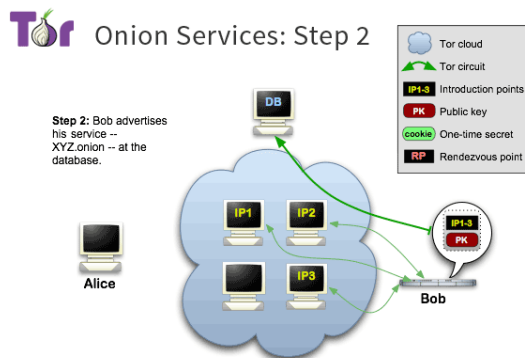 Tor Onion Services: Step 2
Tor cloud
Tor circuit
IP1-3 Introduction points
PK Public key
cookie One-time secret
RP Rendezvous point
Step 2: Bob advertises
his service --
XYZ.onion -- at the
database.
DB
IP1 IP2
IP3
IP1-3
PK
Alice
Bob